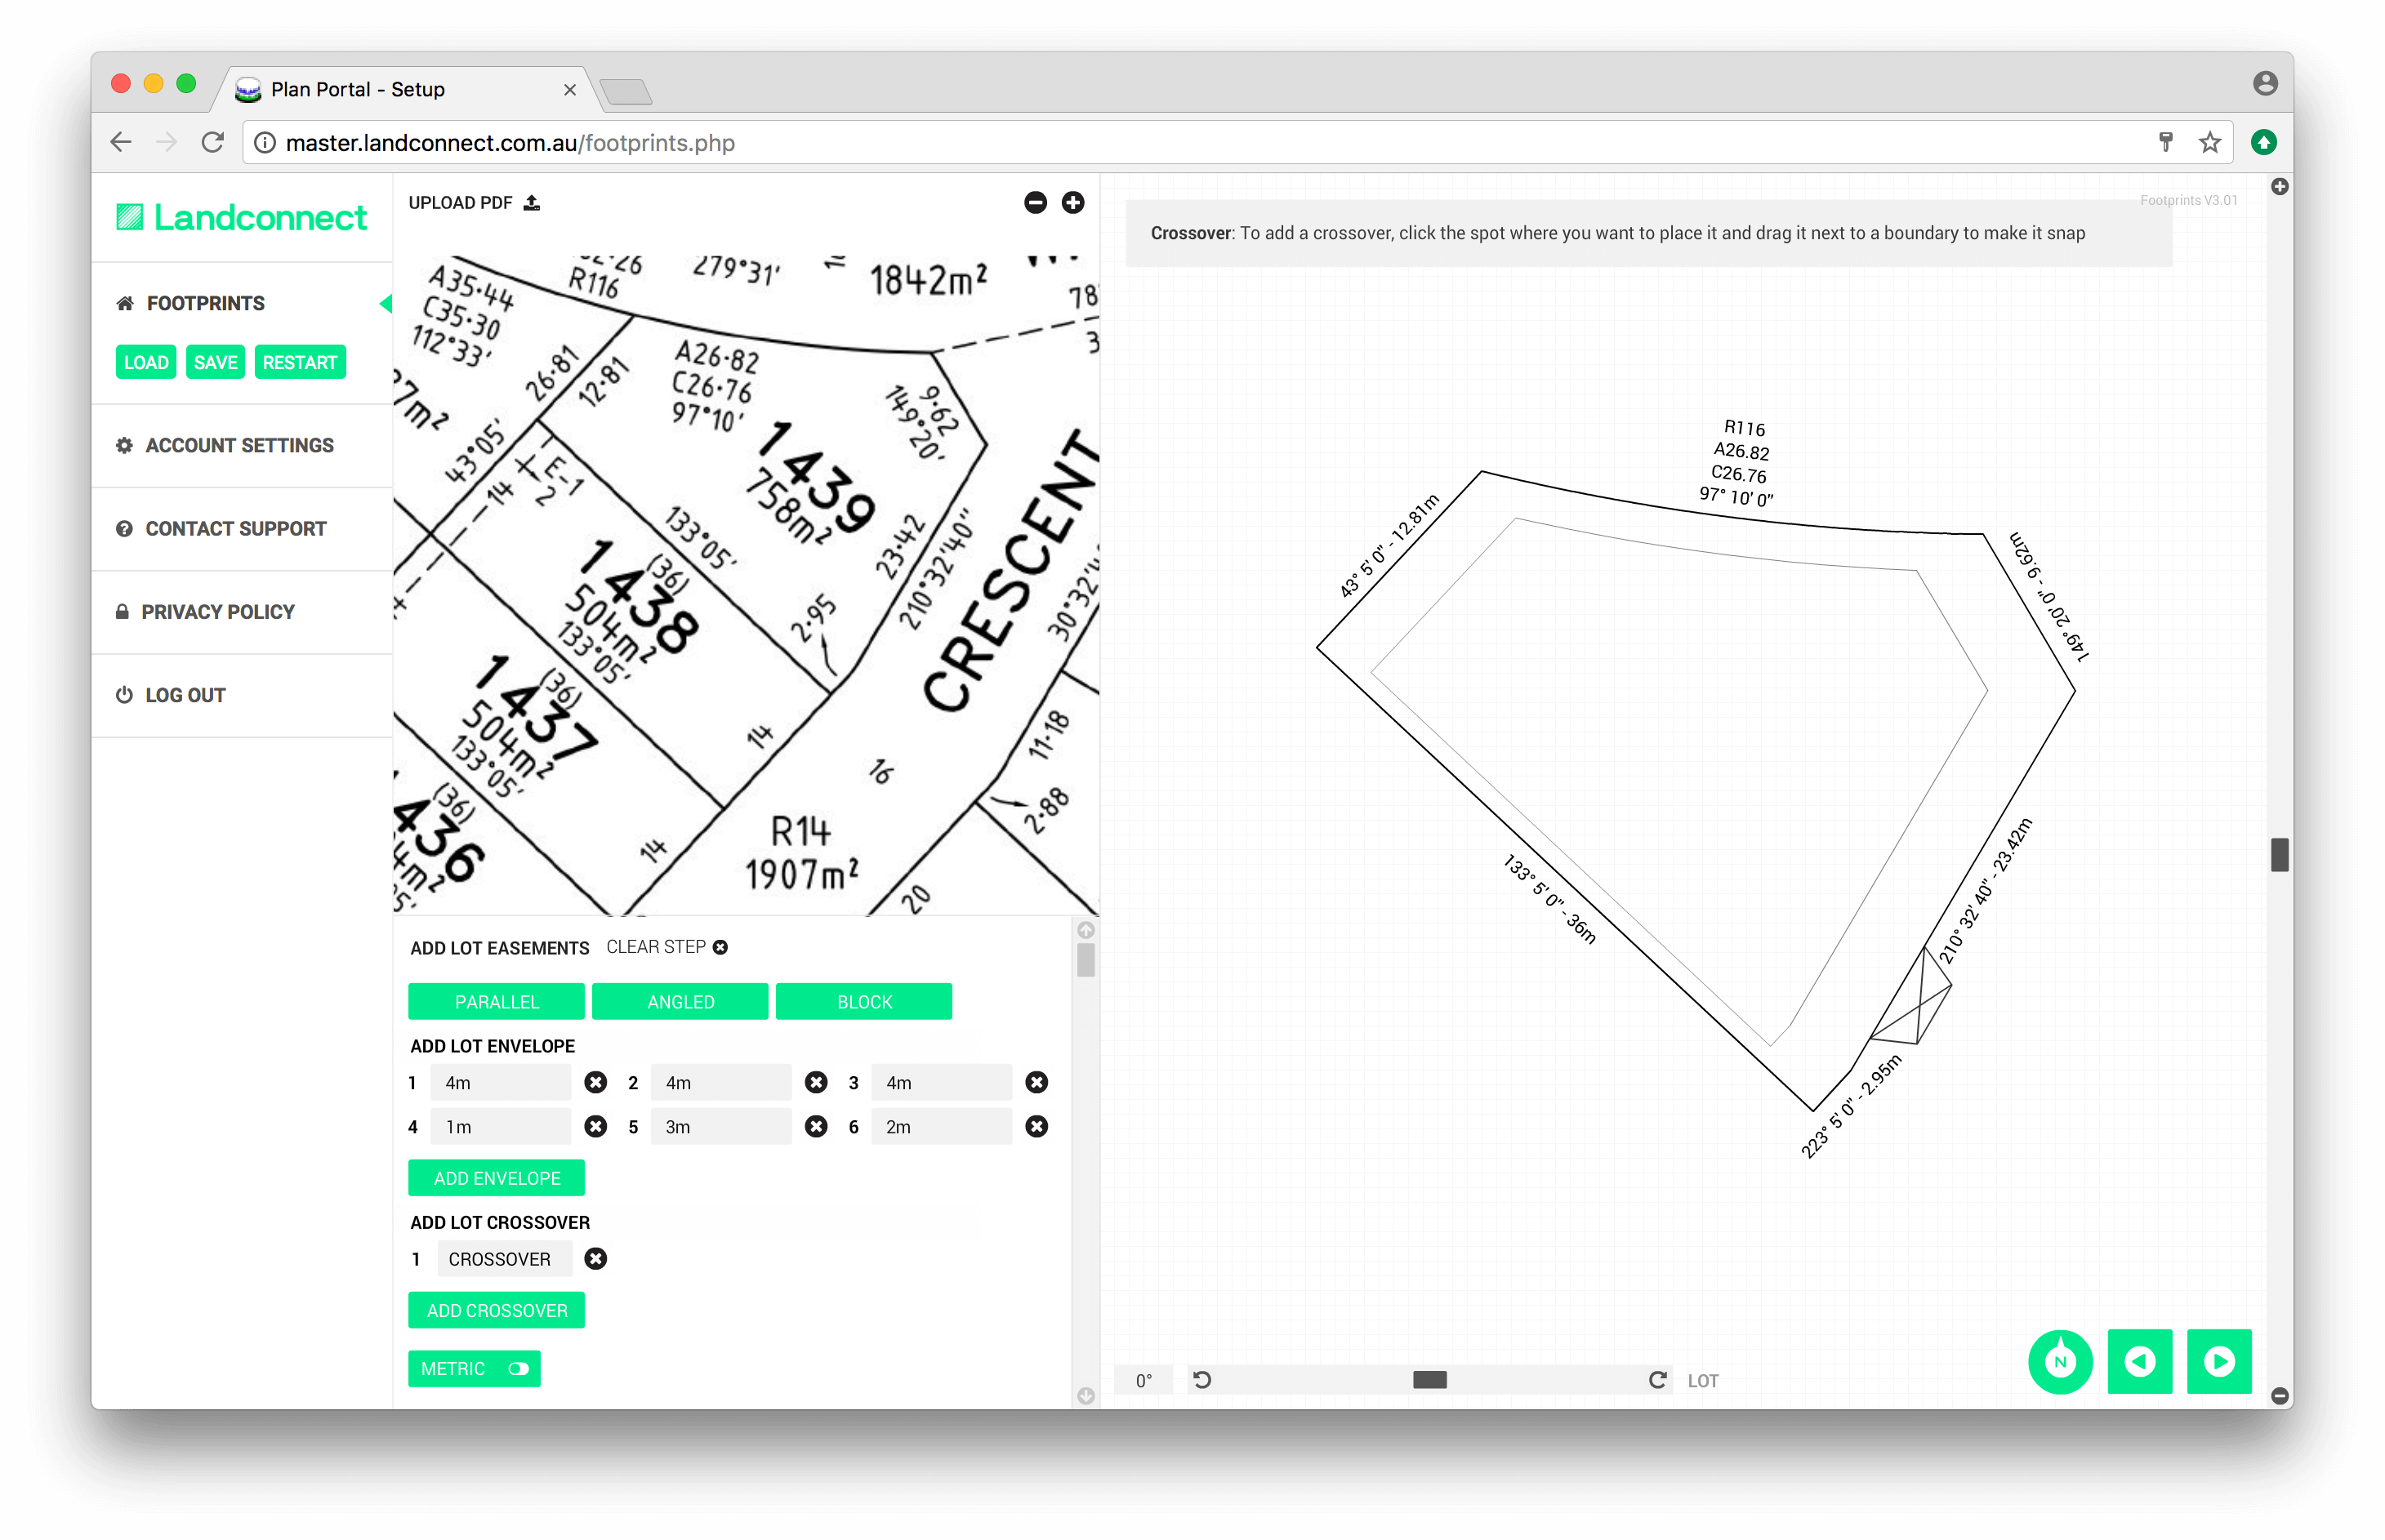 Plan Portal - Setup
master.landconnect.com.au/footprints.php
Landconnect
FOOTPRINTS
LOAD SAVE RESTART
ACCOUNT SETTINGS
CONTACT SUPPORT
PRIVACY POLICY
LOG OUT
UPLOAD PDF
A35·44
C35·30
112°33'
R116
279°31'
1842m²
78
3
26·81
12·81
A26·82
C26·76
97°10'
9·62
149°20'
43°05'
14
E-1
2
1439
758m²
133°05'
23·42
210°32'40"
CRESCENT
2·95
1438
(36)
504m²
133°05'
1437
(36)
504m²
133°05'
14
16
11·18
2·88
(36)
14
R14
1907m²
20
ADD LOT EASEMENTS CLEAR STEP
PARALLEL ANGLED BLOCK
ADD LOT ENVELOPE
1 4m 2 4m 3 4m
4 1m 5 3m 6 2m
ADD ENVELOPE
ADD LOT CROSSOVER
1 CROSSOVER
ADD CROSSOVER
METRIC
Footprints V3.01
Crossover: To add a crossover, click the spot where you want to place it and drag it next to a boundary to make it snap
R116
A26.82
C26.76
97° 10' 0"
43° 5' 0" - 12.81m
149° 20' 0" - 9.62m
133° 5' 0" - 36m
210° 32' 40" - 23.42m
223° 5' 0" - 2.95m
0°
LOT
N